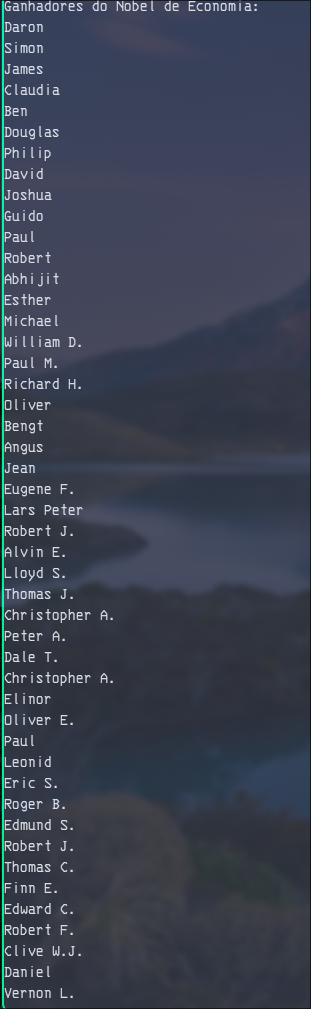 Ganhadores do Nobel de Economia:
Daron
Simon
James
Claudia
Ben
Douglas
Philip
David
Joshua
Guido
Paul
Robert
Abhijit
Esther
Michael
William D.
Paul M.
Richard H.
Oliver
Bengt
Angus
Jean
Eugene F.
Lars Peter
Robert J.
Alvin E.
Lloyd S.
Thomas J.
Christopher A.
Peter A.
Dale T.
Christopher A.
Elinor
Oliver E.
Paul
Leonid
Eric S.
Roger B.
Edmund S.
Robert J.
Thomas C.
Finn E.
Edward C.
Robert F.
Clive W.J.
Daniel
Vernon L.